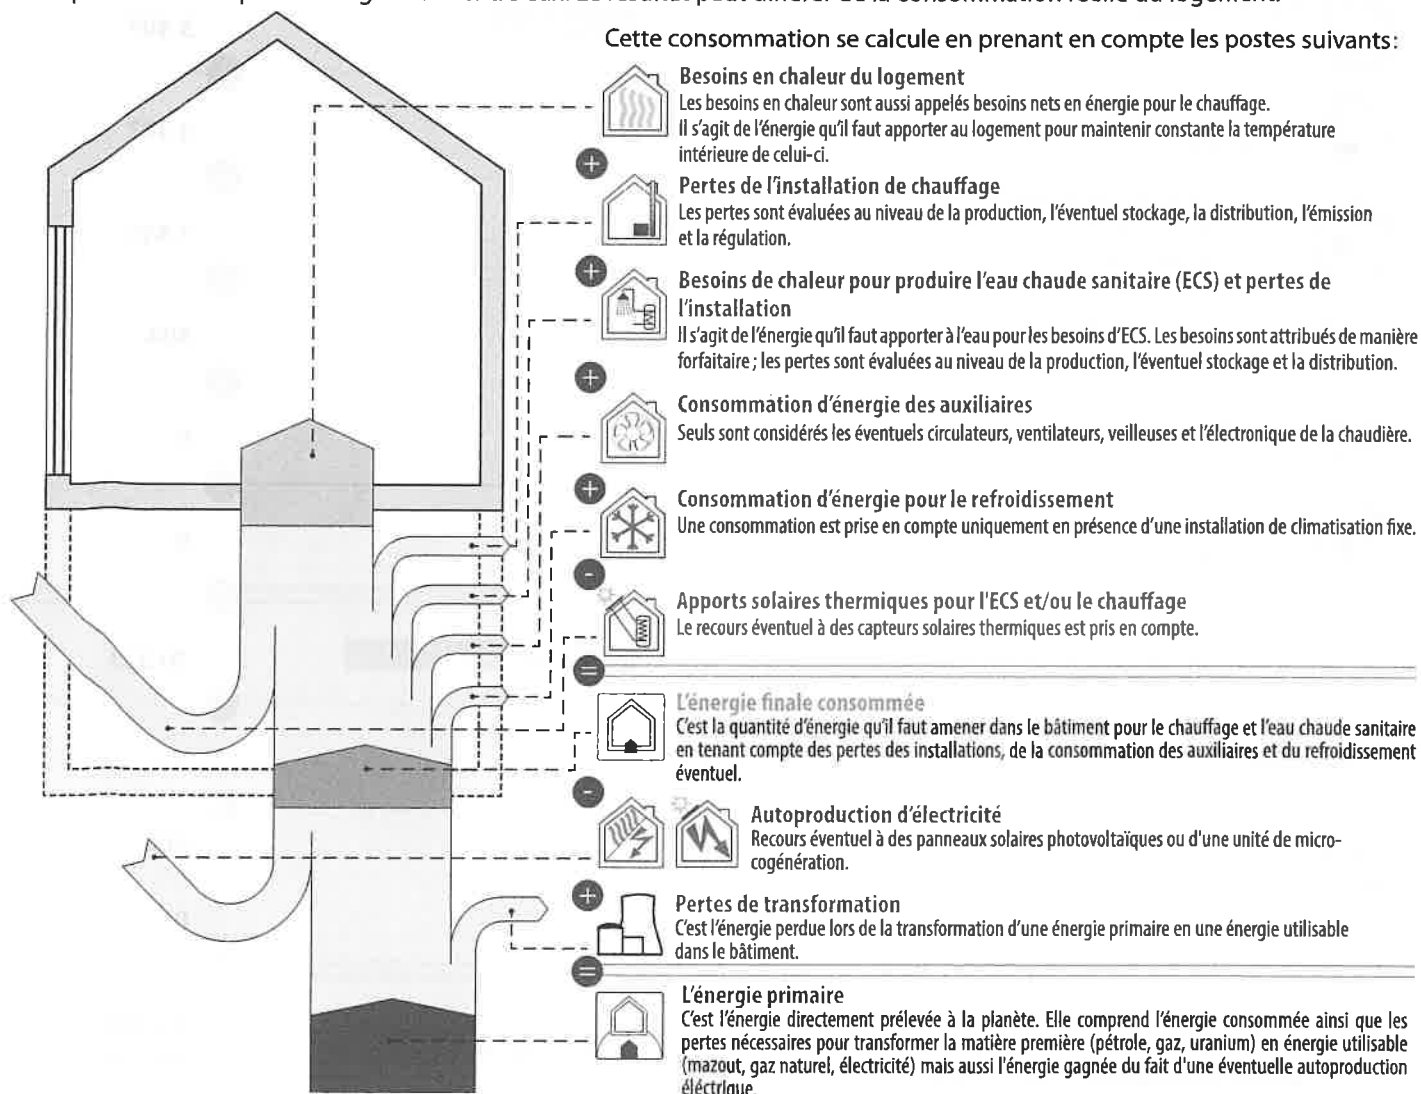 Cette consommation se calcule en prenant en compte les postes suivants :
Besoins en chaleur du logement
Les besoins en chaleur sont aussi appelés besoins nets en énergie pour le chauffage.
Il s'agit de l'énergie qu'il faut apporter au logement pour maintenir constante la température
intérieure de celui-ci.
+
Pertes de l'installation de chauffage
Les pertes sont évaluées au niveau de la production, l'éventuel stockage, la distribution, l'émission
et la régulation.
+
Besoins de chaleur pour produire l'eau chaude sanitaire (ECS) et pertes de
l'installation
Il s'agit de l'énergie qu'il faut apporter à l'eau pour les besoins d'ECS. Les besoins sont attribués de manière
forfaitaire ; les pertes sont évaluées au niveau de la production, l'éventuel stockage et la distribution.
+
Consommation d'énergie des auxiliaires
Seuls sont considérés les éventuels circulateurs, ventilateurs, veilleuses et l'électronique de la chaudière.
+
Consommation d'énergie pour le refroidissement
Une consommation est prise en compte uniquement en présence d'une installation de climatisation fixe.
-
Apports solaires thermiques pour l'ECS et/ou le chauffage
Le recours éventuel à des capteurs solaires thermiques est pris en compte.
=
L'énergie finale consommée
C'est la quantité d'énergie qu'il faut amener dans le bâtiment pour le chauffage et l'eau chaude sanitaire
en tenant compte des pertes des installations, de la consommation des auxiliaires et du refroidissement
éventuel.
-
Autoproduction d'électricité
Recours éventuel à des panneaux solaires photovoltaïques ou d'une unité de micro-
cogénération.
+
Pertes de transformation
C'est l'énergie perdue lors de la transformation d'une énergie primaire en une énergie utilisable
dans le bâtiment.
=
L'énergie primaire
C'est l'énergie directement prélevée à la planète. Elle comprend l'énergie consommée ainsi que les
pertes nécessaires pour transformer la matière première (pétrole, gaz, uranium) en énergie utilisable
(mazout, gaz naturel, électricité) mais aussi l'énergie gagnée du fait d'une éventuelle autoproduction
éléctrique.